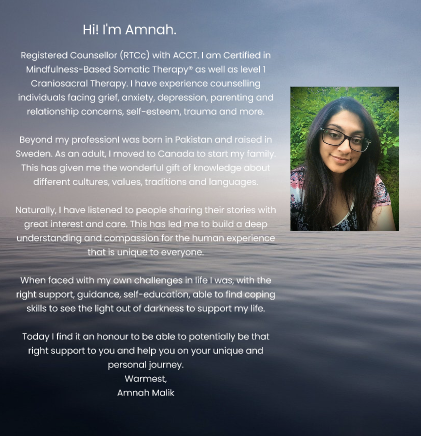 Hi! I'm Amnah.
Registered Counsellor (RTCc) with ACCT. I am Certified in
Mindfulness-Based Somatic Therapy® as well as level 1
Craniosacral Therapy. I have experience counselling
individuals facing grief, anxiety, depression, parenting and
relationship concerns, self-esteem, trauma and more.
Beyond my professionI was born in Pakistan and raised in
Sweden. As an adult, I moved to Canada to start my family.
This has given me the wonderful gift of knowledge about
different cultures, values, traditions and languages.
Naturally, I have listened to people sharing their stories with
great interest and care. This has led me to build a deep
understanding and compassion for the human experience
that is unique to everyone.
When faced with my own challenges in life I was, with the
right support, guidance, self-education, able to find coping
skills to see the light out of darkness to support my life.
Today I find it an honour to be able to potentially be that
right support to you and help you on your unique and
personal journey.
Warmest,
Amnah Malik